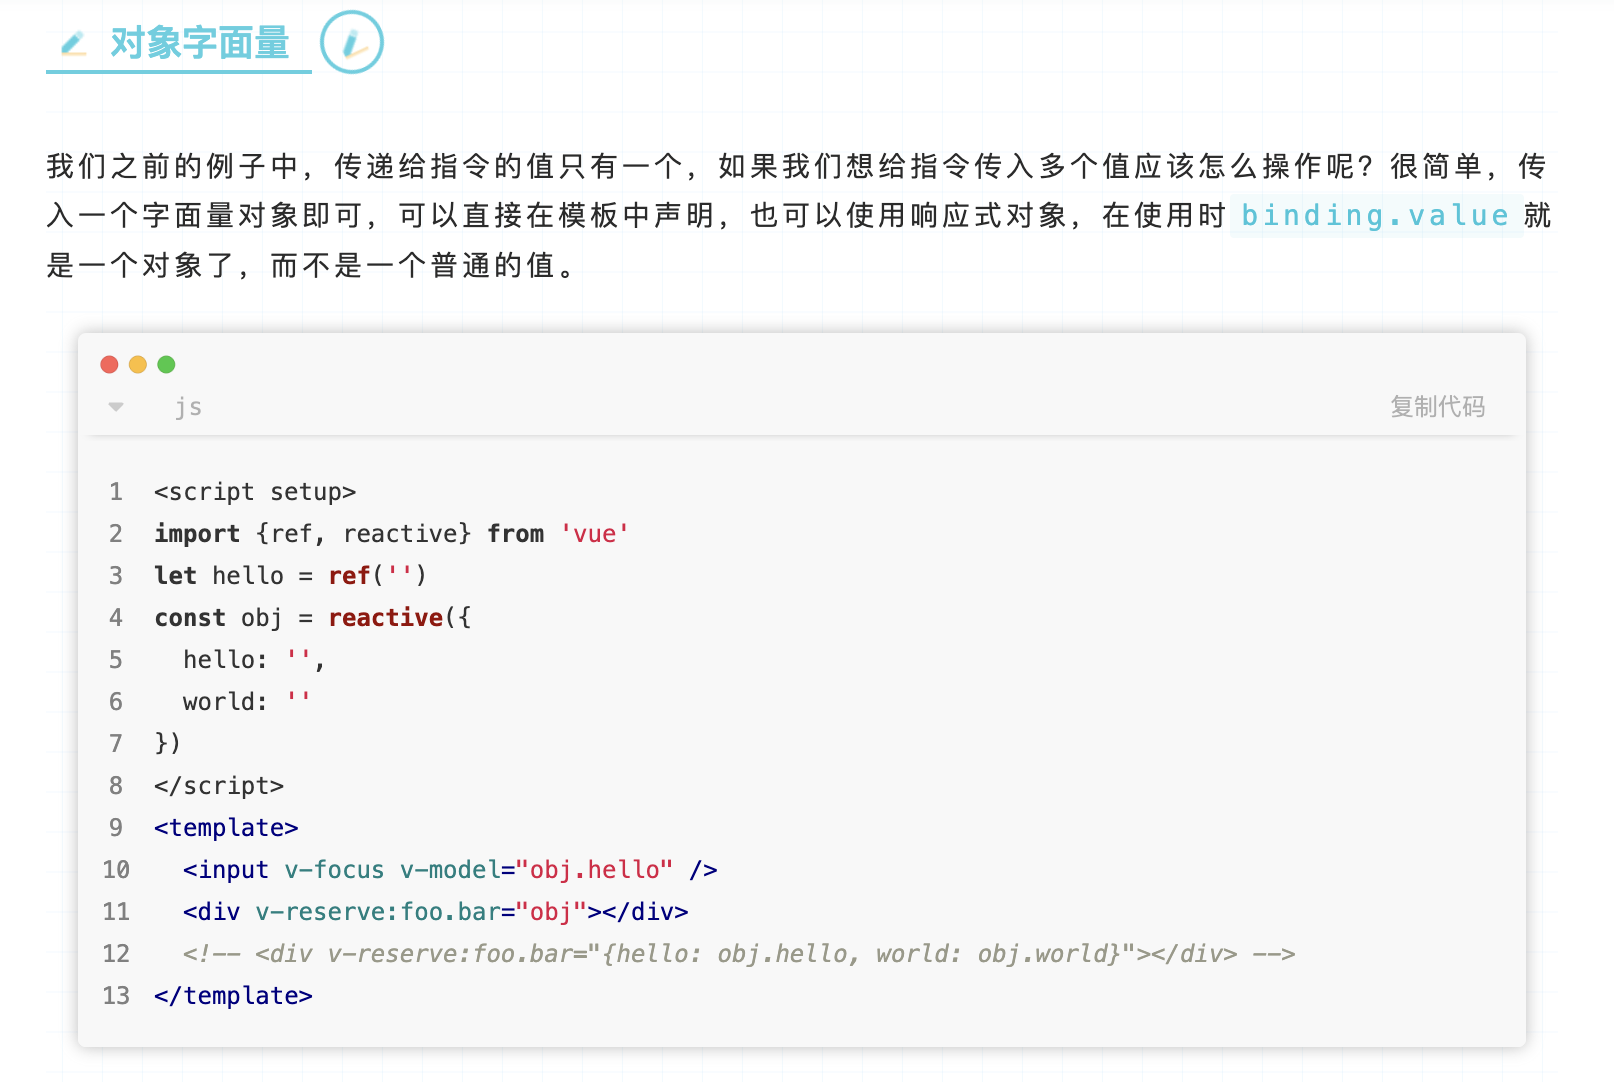 对象字面量
我们之前的例子中，传递给指令的值只有一个，如果我们想给指令传入多个值应该怎么操作呢？很简单，传
入一个字面量对象即可，可以直接在模板中声明，也可以使用响应式对象，在使用时 binding.value 就
是一个对象了，而不是一个普通的值。
js 复制代码
1 <script setup>
2 import {ref, reactive} from 'vue'
3 let hello = ref('')
4 const obj = reactive({
5   hello: '',
6   world: ''
7 })
8 </script>
9 <template>
10   <input v-focus v-model="obj.hello" />
11   <div v-reserve:foo.bar="obj"></div>
12   <!-- <div v-reserve:foo.bar="{hello: obj.hello, world: obj.world}"></div> -->
13 </template>